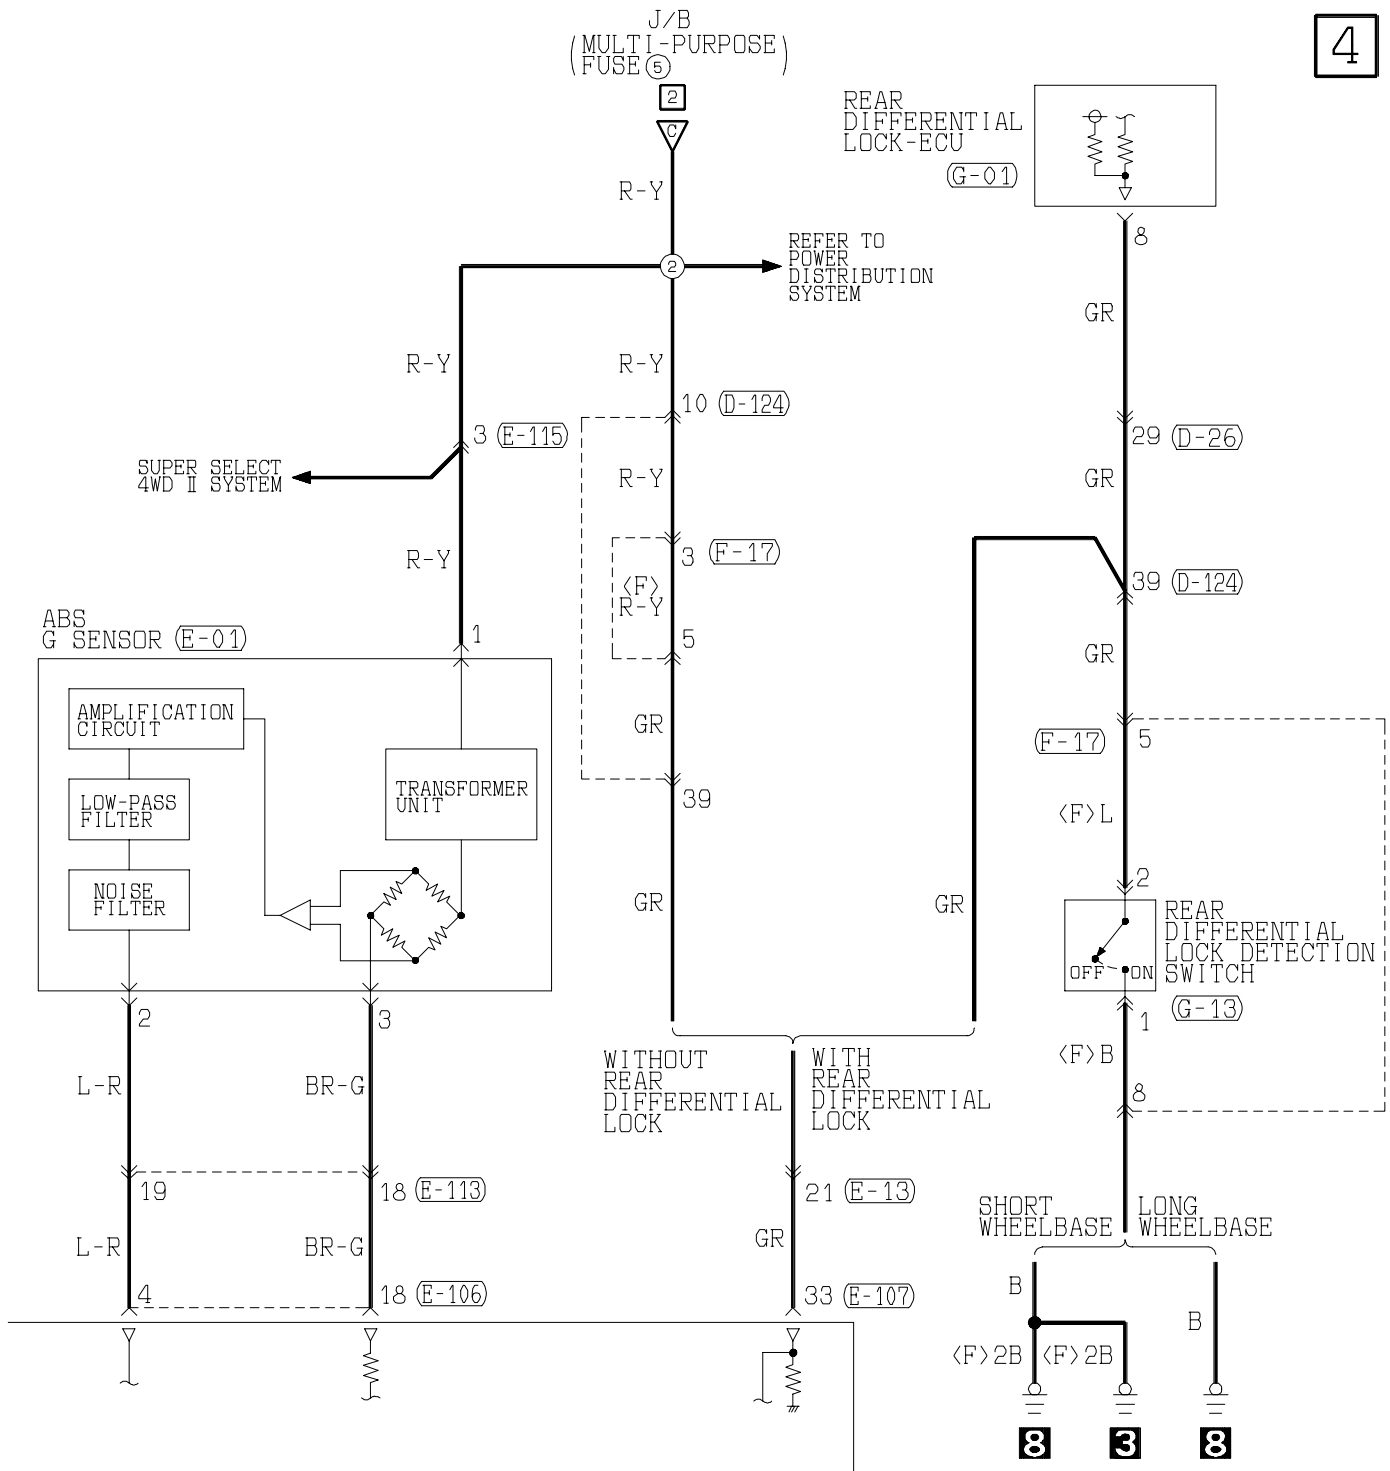 J/B
(MULTI-PURPOSE)
FUSE ⑤
4
2
C
REAR
DIFFERENTIAL
LOCK-ECU
G-01
R-Y
8
2
REFER TO
POWER
DISTRIBUTION
SYSTEM
GR
R-Y
R-Y
10 D-124
3 E-115
29 D-26
SUPER SELECT
4WD Ⅱ SYSTEM
R-Y
GR
R-Y
3 F-17
<F>
R-Y
39 D-124
ABS
G SENSOR E-01
1
5
GR
AMPLIFICATION
CIRCUIT
GR
F-17 5
TRANSFORMER
UNIT
LOW-PASS
FILTER
39
<F>L
2
NOISE
FILTER
GR
GR
REAR
DIFFERENTIAL
LOCK DETECTION
SWITCH
OFF ON
G-13
2
3
1
<F>B
WITHOUT
REAR
DIFFERENTIAL
LOCK
WITH
REAR
DIFFERENTIAL
LOCK
L-R
BR-G
8
19
18 E-113
21 E-13
SHORT
WHEELBASE
LONG
WHEELBASE
L-R
BR-G
GR
4
18 E-106
33 E-107
B
B
<F>2B
<F>2B
8
3
8